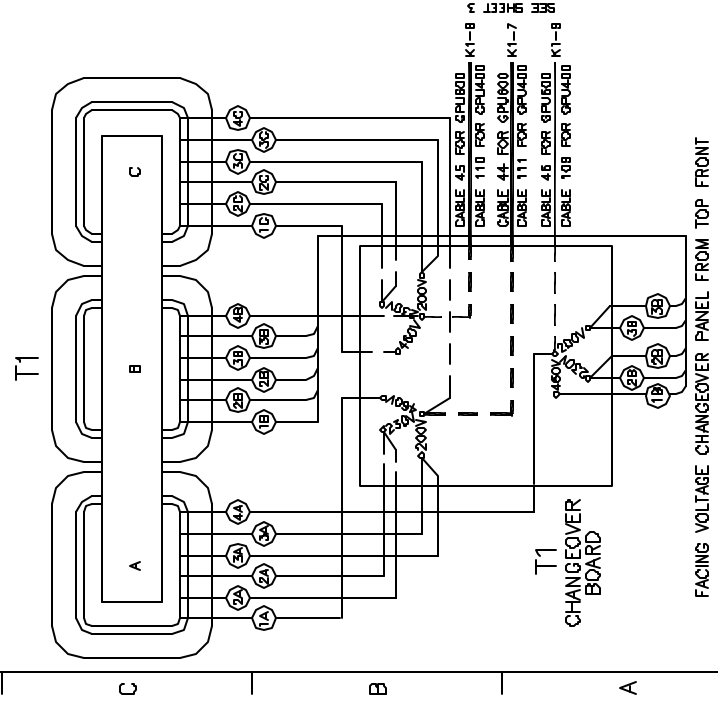 T1
C
B
A
4C
3C
3C
2C
2C
1C
4B
3B
3B
2B
2B
1B
4A
3A
3A
2A
2A
1A
SEE SHEET 3
K1-8
K1-7
K1-8
CABLE 45 FOR GPU600
CABLE 110 FOR GPU400
CABLE 44 FOR GPU600
CABLE 111 FOR GPU400
CABLE 46 FOR GPU600
CABLE 108 FOR GPU400
230V
200V
460V
460V
230V
200V
200V
230V
460V
3B
3B
2B
2B
1B
T1
CHANGEOVER
BOARD
FACING VOLTAGE CHANGEOVER PANEL FROM TOP FRONT
C
B
A